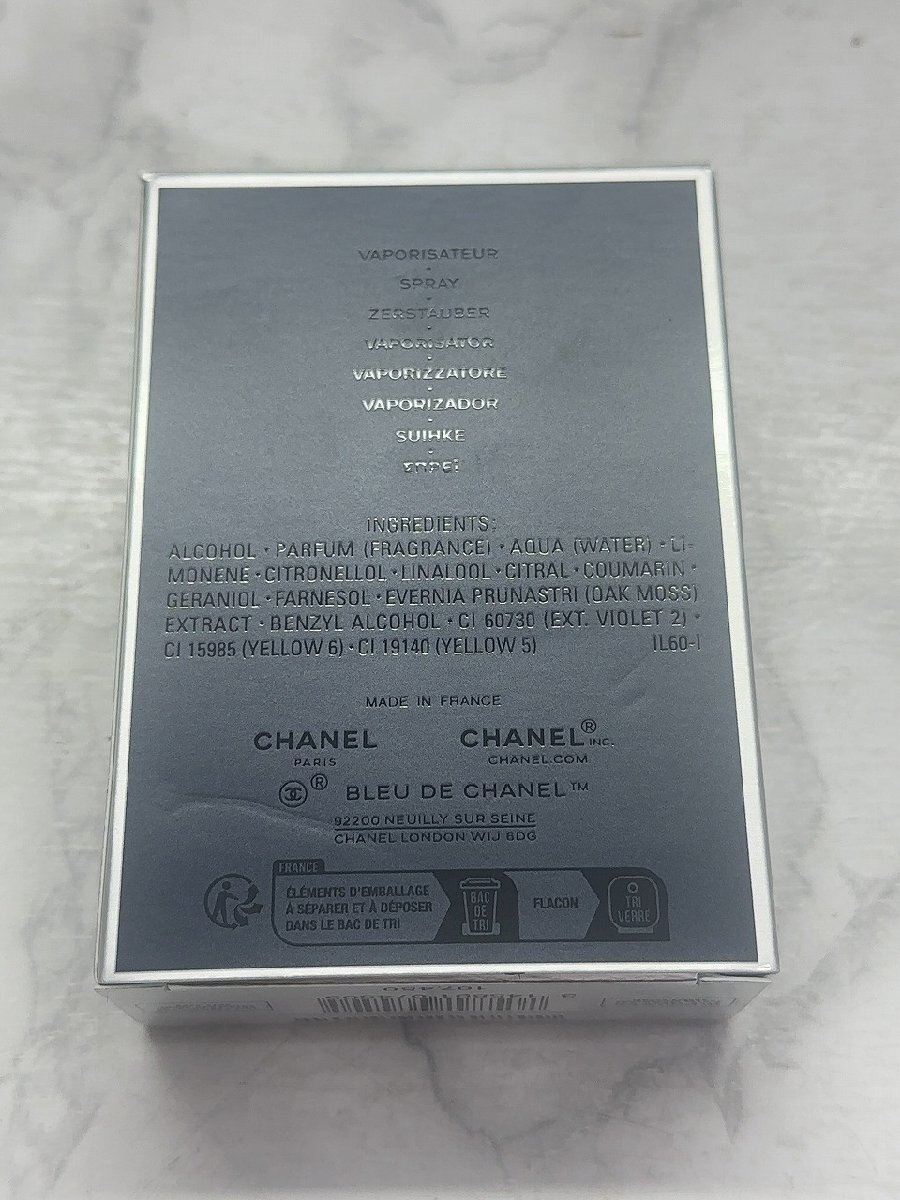 VAPORISATEUR
SPRAY
ZERSTÄUBER
VAPORISATOR
VAPORIZZATORE
VAPORIZADOR
SUIHKE
INGREDIENTS:
ALCOHOL • PARFUM (FRAGRANCE) • AQUA (WATER) • LI-
MONENE • CITRONELLOL • LINALOOL • CITRAL • COUMARIN •
GERANIOL • FARNESOL • EVERNIA PRUNASTRI (OAK MOSS)
EXTRACT • BENZYL ALCOHOL • CI 60730 (EXT. VIOLET 2) •
CI 15985 (YELLOW 6) • CI 19140 (YELLOW 5) IL60-1
MADE IN FRANCE
CHANEL CHANEL® INC.
PARIS CHANEL.COM
® BLEU DE CHANEL™
92200 NEUILLY SUR SEINE
CHANEL LONDON W1J 6DG
FRANCE
ÉLÉMENTS D'EMBALLAGE
À SÉPARER ET À DÉPOSER
DANS LE BAC DE TRI
BAC
DE
TRI
FLACON
TRI
VERRE
107.480